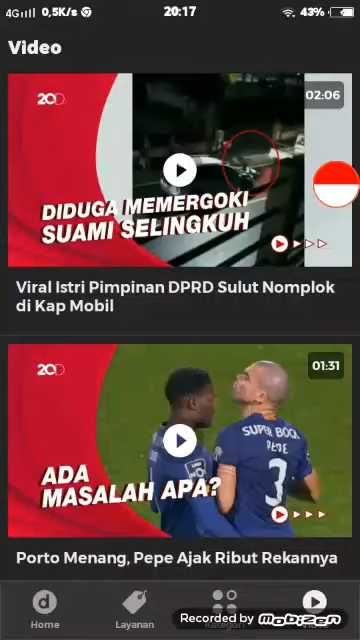 4G 0,5K/s 20:17 43%
Video
20D
02:06
DIDUGA MEMERGOKI
SUAMI SELINGKUH
Viral Istri Pimpinan DPRD Sulut Nomplok
di Kap Mobil
20D
01:31
SUPER BOCK
PEPE
3
ADA
MASALAH APA?
Porto Menang, Pepe Ajak Ribut Rekannya
d
Home Layanan
Recorded by MOBIZEN